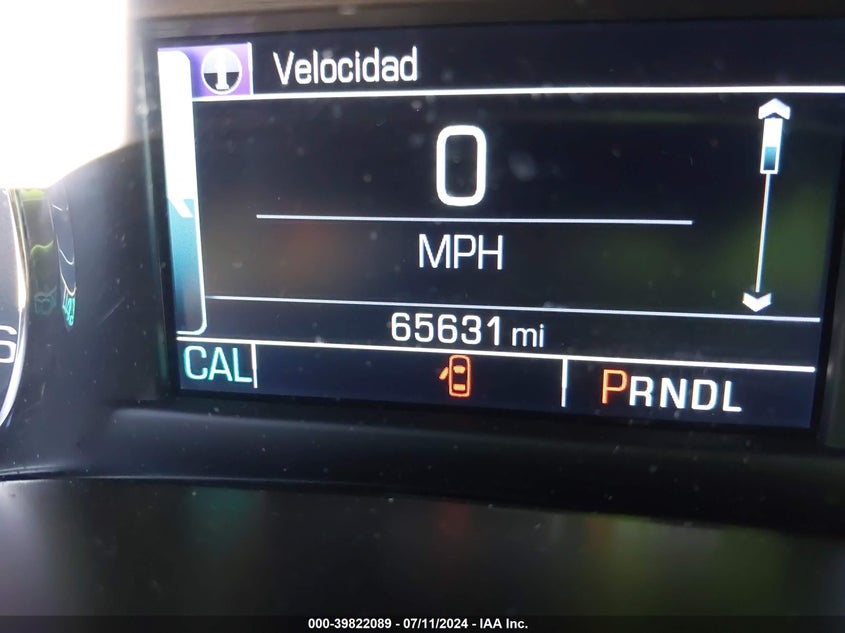 Velocidad
0
MPH
65631 mi
CAL
PRNDL
000-39822089 - 07/11/2024 - IAA Inc.